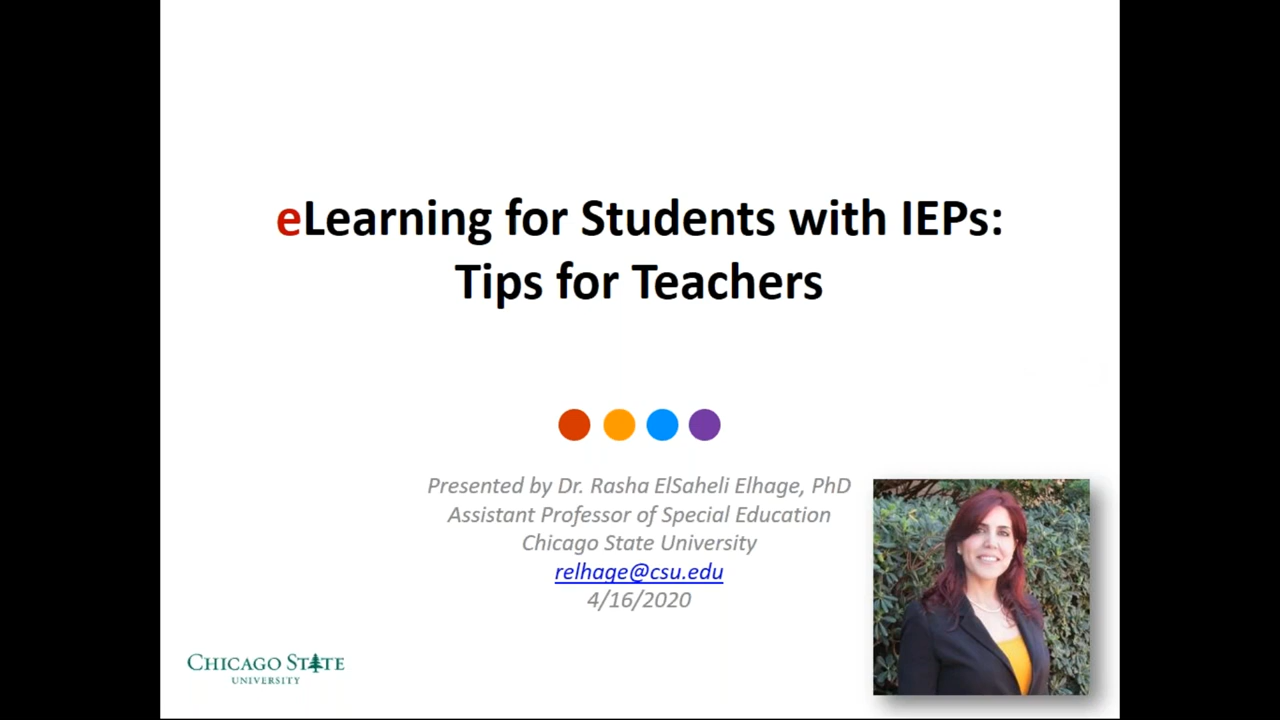 eLearning for Students with IEPs:
Tips for Teachers
Presented by Dr. Rasha ElSaheli Elhage, PhD
Assistant Professor of Special Education
Chicago State University
relhage@csu.edu
4/16/2020
CHICAGO STATE
UNIVERSITY